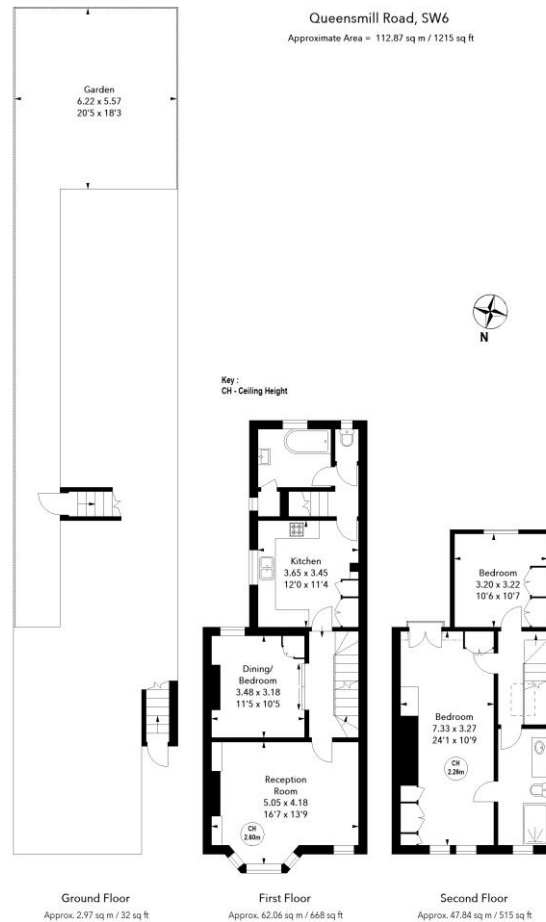 Queensmill Road, SW6
Approximate Area = 112.87 sq m / 1215 sq ft
Garden
6.22 x 5.57
20'5 x 18'3
N
Key :
CH - Ceiling Height
Kitchen
3.65 x 3.45
12'0 x 11'4
Dining/
Bedroom
3.48 x 3.18
11'5 x 10'5
Reception
Room
5.05 x 4.18
16'7 x 13'9
CH
2.60m
Bedroom
3.20 x 3.22
10'6 x 10'7
Bedroom
7.33 x 3.27
24'1 x 10'9
CH
2.28m
Ground Floor
Approx. 2.97 sq m / 32 sq ft
First Floor
Approx. 62.06 sq m / 668 sq ft
Second Floor
Approx. 47.84 sq m / 515 sq ft